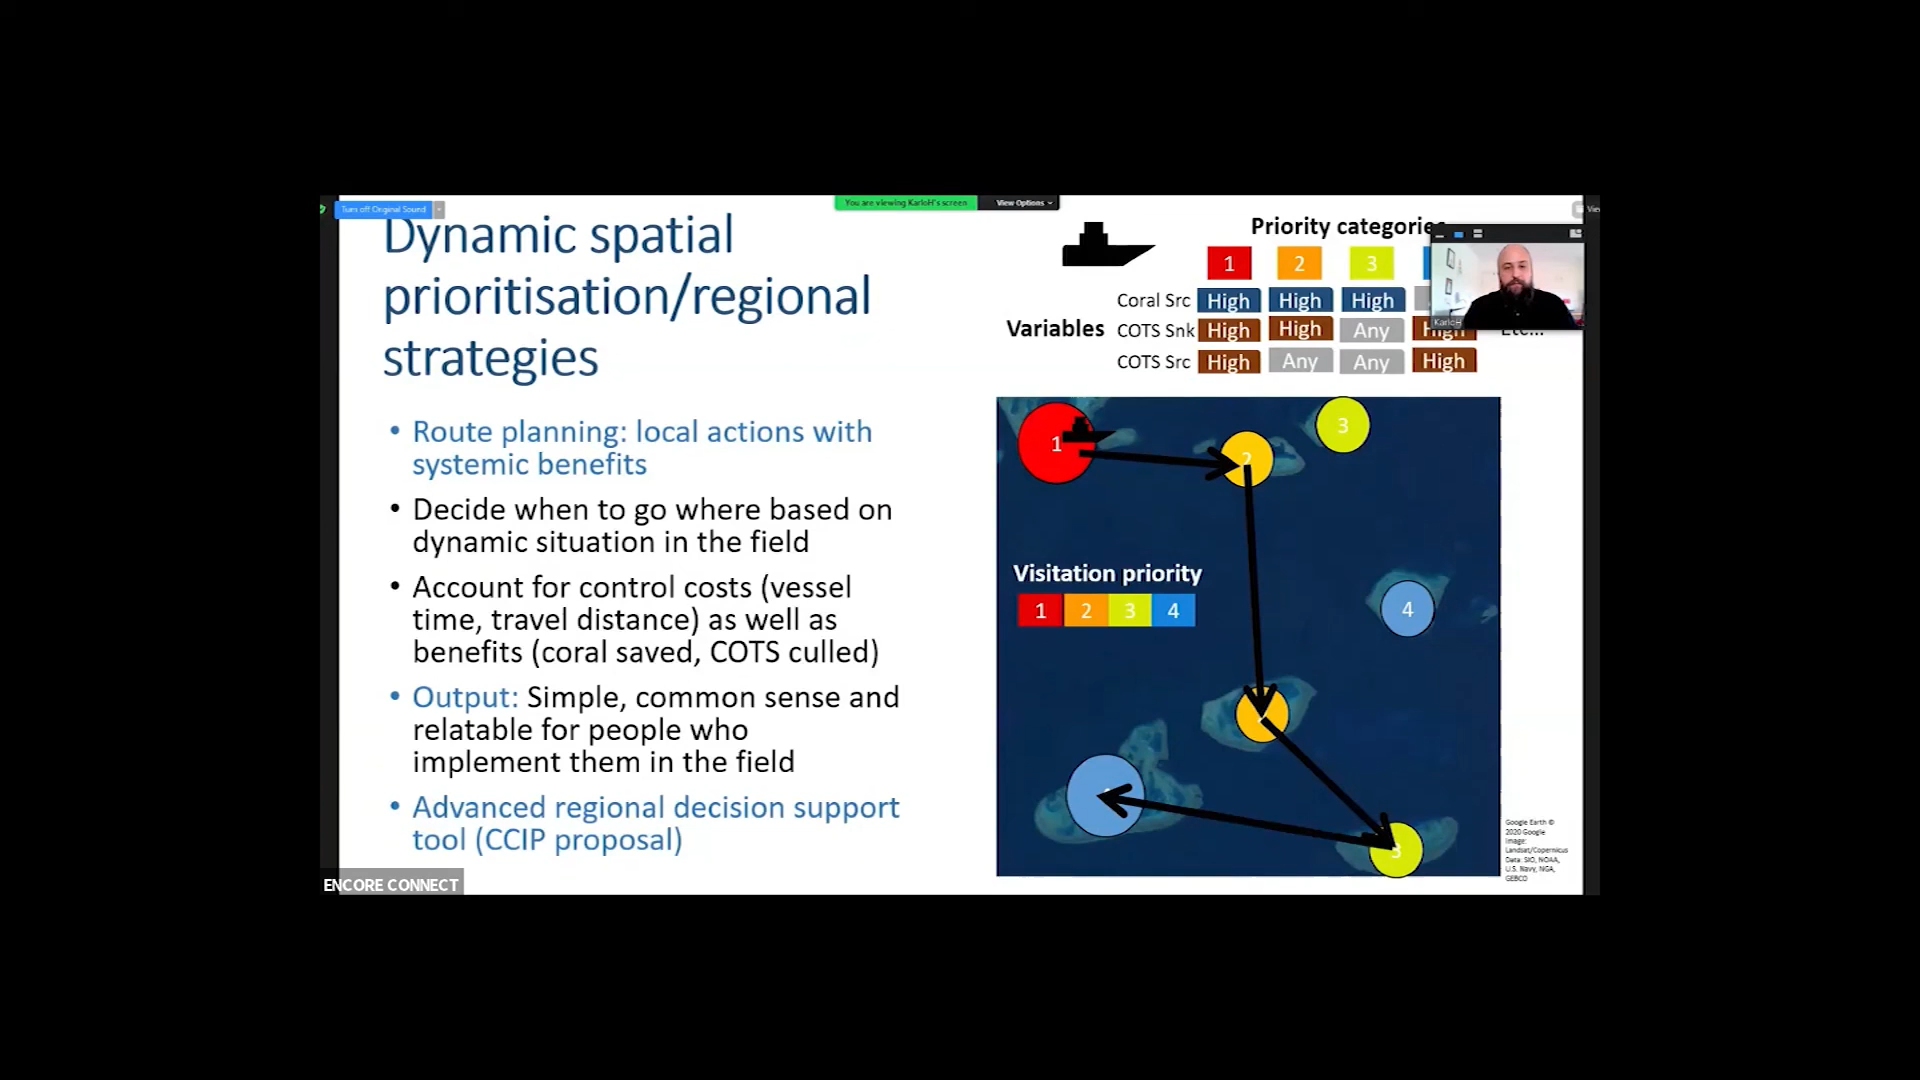 Turn off Original Sound
You are viewing KarloH's screen
View Options
Dynamic spatial
prioritisation/regional
strategies
• Route planning: local actions with
systemic benefits
• Decide when to go where based on
dynamic situation in the field
• Account for control costs (vessel
time, travel distance) as well as
benefits (coral saved, COTS culled)
• Output: Simple, common sense and
relatable for people who
implement them in the field
• Advanced regional decision support
tool (CCIP proposal)
ENCORE CONNECT
Priority categorie
1 2 3
Variables
Coral Src High High High
COTS Snk High High Any High
COTS Src High Any Any High
Etc...
KarloH
1
2
3
Visitation priority
1 2 3 4
4
3
Google Earth ©
2020 Google
Image:
Landsat/Copernicus
Data: SIO, NOAA,
U.S. Navy, NGA,
GEBCO